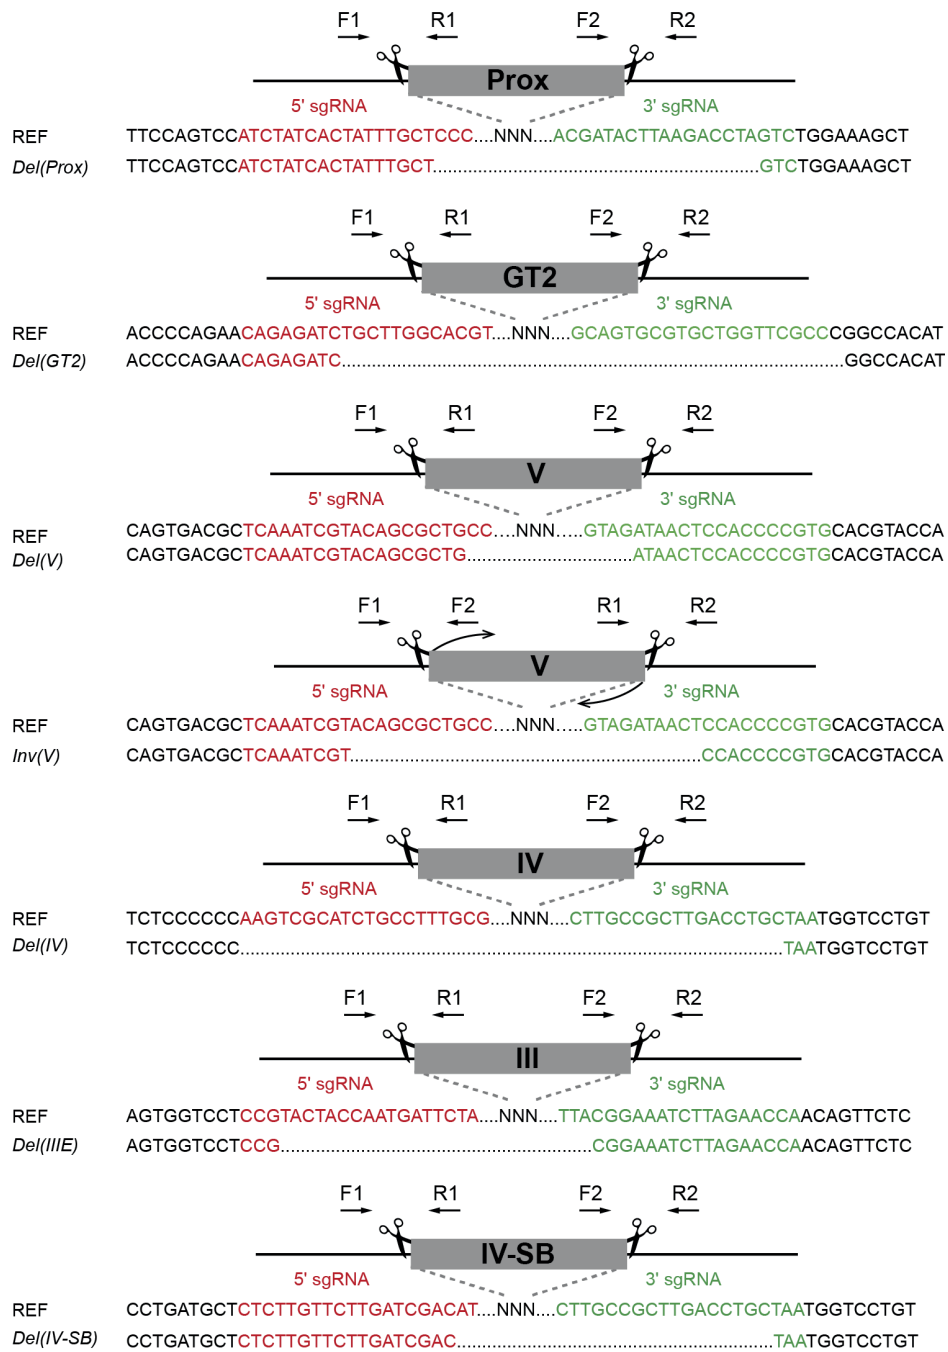 F1 R1 F2 R2
Prox
5' sgRNA 3' sgRNA
REF TTCCAGTCCATCTATCACTATTTGCTCCC....NNN....ACGATACTTAAGACCTAGTCTGGAAAGCT
Del(Prox) TTCCAGTCCATCTATCACTATTTGCT.................................................................GTCTGGAAAGCT
F1 R1 F2 R2
GT2
5' sgRNA 3' sgRNA
REF ACCCCAGAACAGAGATCTGCTTGGCACGT....NNN....GCAGTGCGTGCTGGTTCGCCCGGCCACAT
Del(GT2) ACCCCAGAACAGAGATC....................................................................................................GGCCACAT
F1 R1 F2 R2
V
5' sgRNA 3' sgRNA
REF CAGTGACGCTCAAATCGTACAGCGCTGCC....NNN.....GTAGATAACTCCACCCCGTGCACGTACCA
Del(V) CAGTGACGCTCAAATCGTACAGCGCTG.................................ATAACTCCACCCCGTGCACGTACCA
F1 F2 R1 R2
V
5' sgRNA 3' sgRNA
REF CAGTGACGCTCAAATCGTACAGCGCTGCC....NNN.....GTAGATAACTCCACCCCGTGCACGTACCA
Inv(V) CAGTGACGCTCAAATCGT......................................................................CCACCCCGTGCACGTACCA
F1 R1 F2 R2
IV
5' sgRNA 3' sgRNA
REF TCTCCCCCCAAGTCGCATCTGCCTTTGCG....NNN....CTTGCCGCTTGACCTGCTAATGGTCCTGT
Del(IV) TCTCCCCCC............................................................................................................TAATGGTCCTGT
F1 R1 F2 R2
III
5' sgRNA 3' sgRNA
REF AGTGGTCCTCCGTACTACCAATGATTCTA....NNN....TTACGGAAATCTTAGAACCAACAGTTCTC
Del(IIIE) AGTGGTCCTCCG..............................................................CGGAAATCTTAGAACCAACAGTTCTC
F1 R1 F2 R2
IV-SB
5' sgRNA 3' sgRNA
REF CCTGATGCTCTCTTGTTCTTGATCGACAT....NNN....CTTGCCGCTTGACCTGCTAATGGTCCTGT
Del(IV-SB) CCTGATGCTCTCTTGTTCTTGATCGAC...............................................................TAATGGTCCTGT